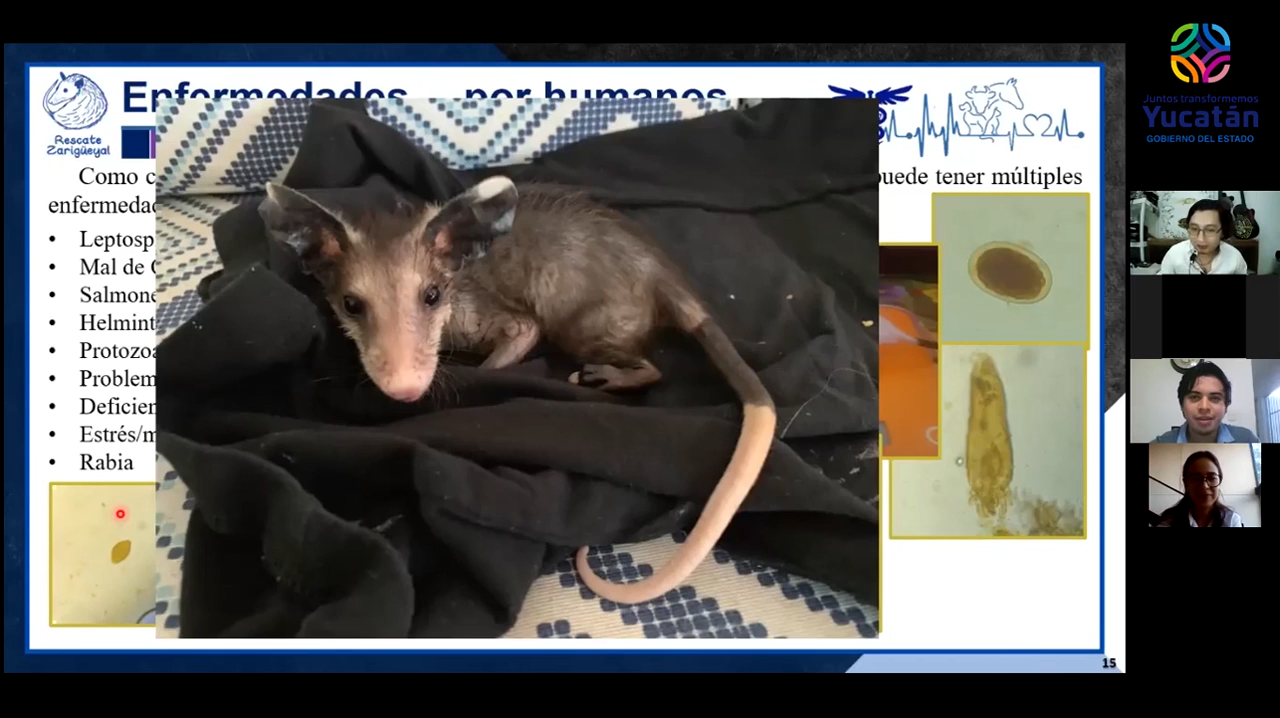 Enfermedades por humanos
Rescate
Zarigüeyal
Como
puede tener múltiples
• Leptosp
• Mal de
• Salmone
• Helmint
• Protozoa
• Problem
• Deficien
• Estrés/m
• Rabia
15
Juntos transformemos
Yucatán
GOBIERNO DEL ESTADO